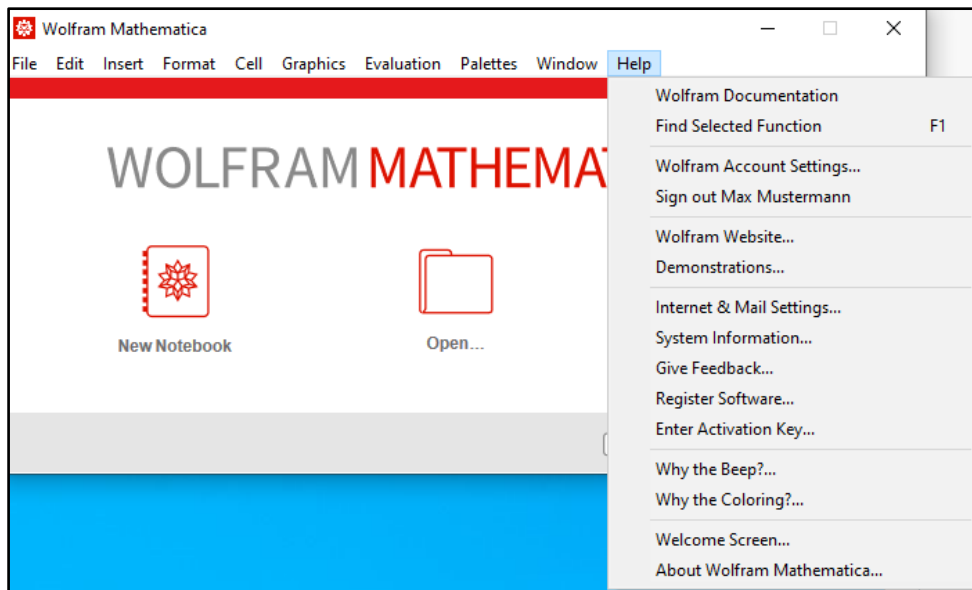 Wolfram Mathematica
File Edit Insert Format Cell Graphics Evaluation Palettes Window Help
WOLFRAM MATHEMA
New Notebook
Open...
Wolfram Documentation
Find Selected Function F1
Wolfram Account Settings...
Sign out Max Mustermann
Wolfram Website...
Demonstrations...
Internet & Mail Settings...
System Information...
Give Feedback...
Register Software...
Enter Activation Key...
Why the Beep?...
Why the Coloring?...
Welcome Screen...
About Wolfram Mathematica...